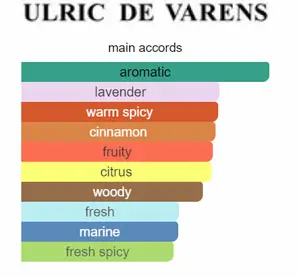 ULRIC DE VARENS
main accords
aromatic
lavender
warm spicy
cinnamon
fruity
citrus
woody
fresh
marine
fresh spicy